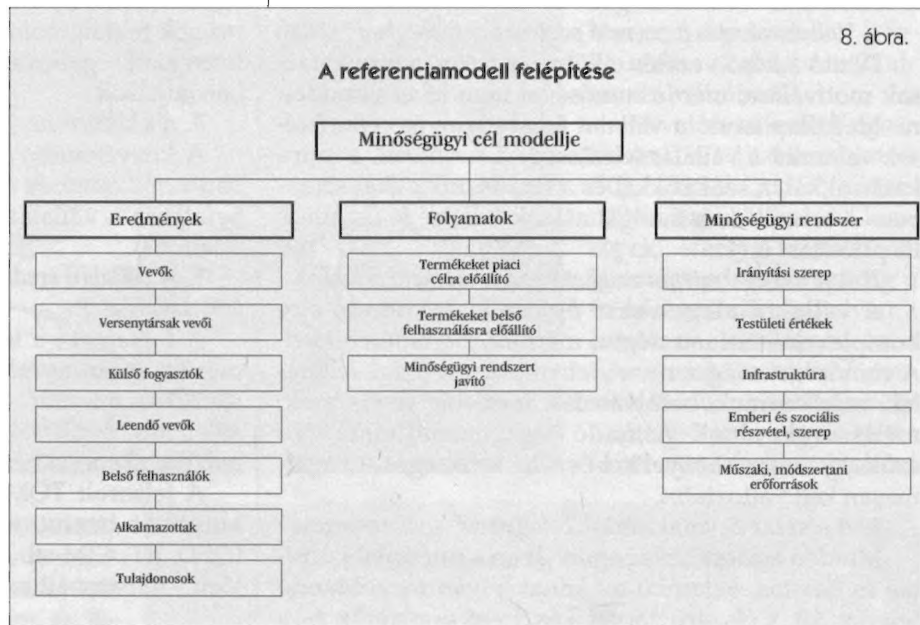 8. ábra.
A referenciamodell felépítése
Minőségügyi cél modellje
Eredmények
Vevők
Versenytársak vevői
Külső fogyasztók
Leendő vevők
Belső felhasználók
Alkalmazottak
Tulajdonosok
Folyamatok
Termékeket piaci
célra előállító
Termékeket belső
felhasználásra előállító
Minőségügyi rendszert
javító
Minőségügyi rendszer
Irányítási szerep
Testületi értékek
Infrastruktúra
Emberi és szociális
részvétel, szerep
Műszaki, módszertani
erőforrások